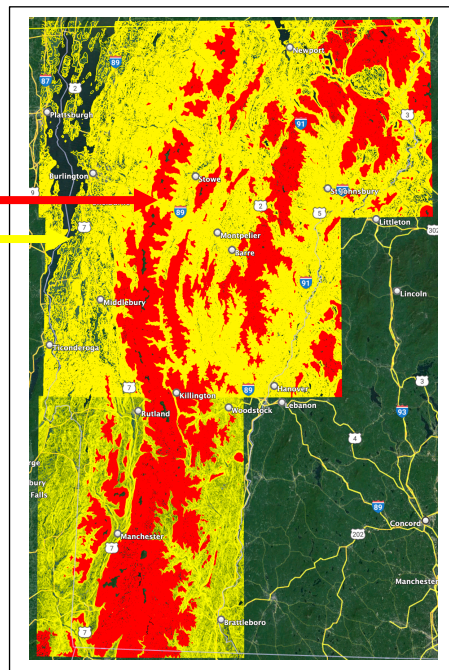 Newport
89
87
2
Plattsburgh
3
91
Burlington
Stowe
St. Johnsbury
9
89
2
5
Littleton
7
Montpelier
302
Barre
91
Lincoln
Middlebury
Ticonderoga
3
7
89
Hanover
Killington
Lebanon
Rutland
Woodstock
93
4
rge
bury
Falls
89
Concord
Manchester
202
7
Manchester
Brattleboro
7